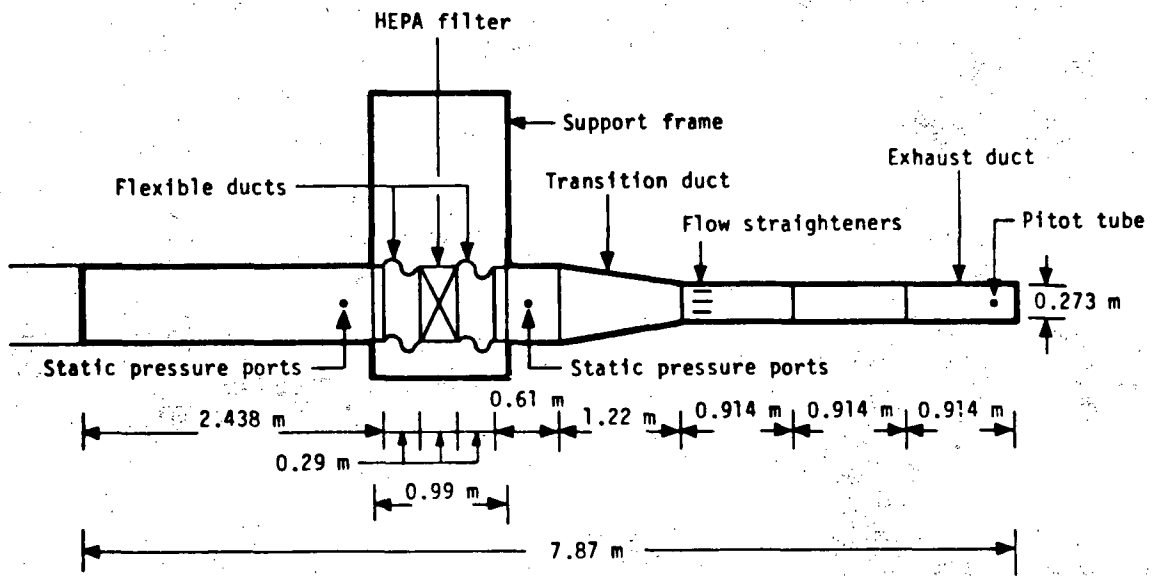 HEPA filter
Support frame
Exhaust duct
Flexible ducts
Transition duct
Flow straighteners
Pitot tube
0.273 m
Static pressure ports
Static pressure ports
0.61 m
2.438 m
1.22 m
0.914 m
0.914 m
0.914 m
0.29 m
0.99 m
7.87 m